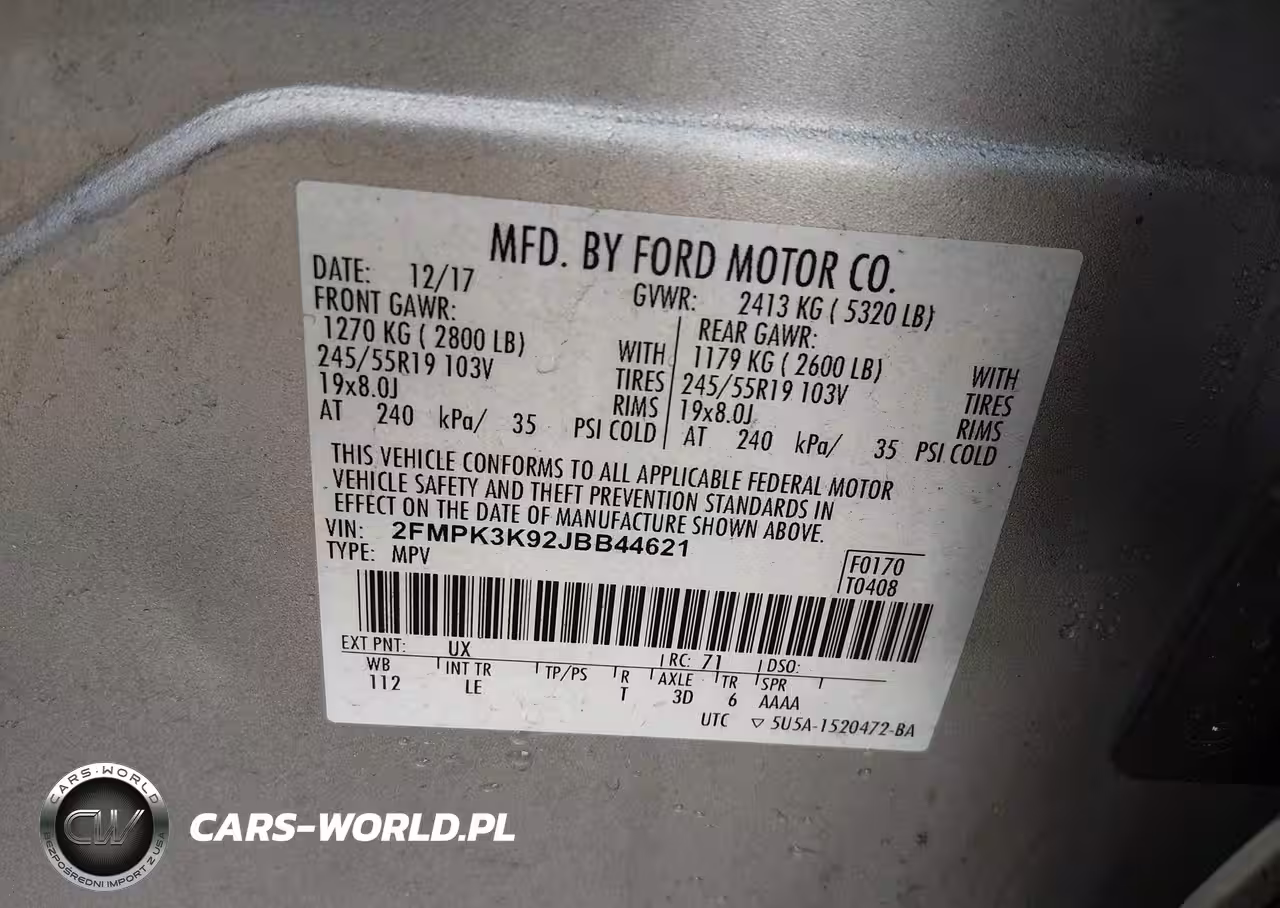 MFD. BY FORD MOTOR CO.
DATE: 12/17 GVWR: 2413 KG ( 5320 LB)
FRONT GAWR: REAR GAWR:
1270 KG ( 2800 LB) WITH 1179 KG ( 2600 LB) WITH
245/55R19 103V TIRES 245/55R19 103V TIRES
19x8.0J RIMS 19x8.0J RIMS
AT 240 kPa/ 35 PSI COLD AT 240 kPa/ 35 PSI COLD
THIS VEHICLE CONFORMS TO ALL APPLICABLE FEDERAL MOTOR
VEHICLE SAFETY AND THEFT PREVENTION STANDARDS IN
EFFECT ON THE DATE OF MANUFACTURE SHOWN ABOVE.
VIN: 2FMPK3K92JBB44621
TYPE: MPV
F0170
T0408
EXT PNT: UX RC: 71 DSO:
WB INT TR TP/PS R AXLE TR SPR
112 LE T 3D 6 AAAA
UTC ▽ 5U5A-1520472-BA
CARS-WORLD
CW
BEZPOŚREDNI IMPORT Z USA
CARS-WORLD.PL